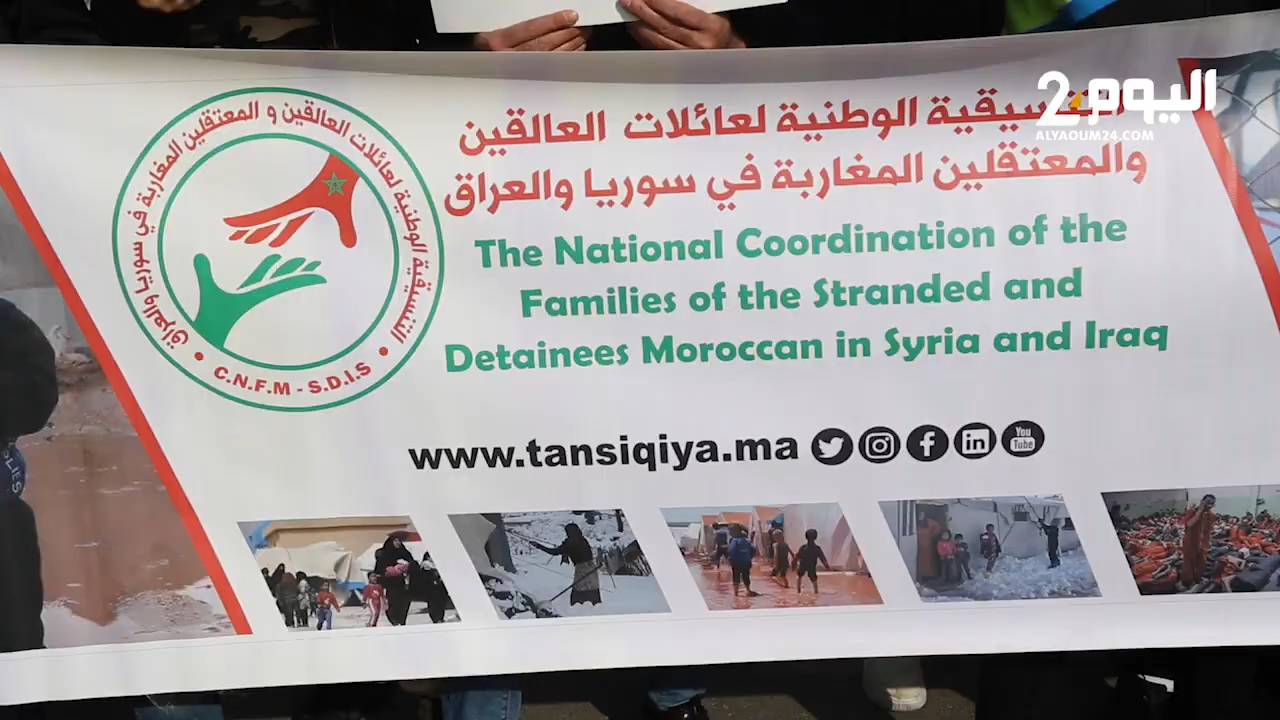 اليوم24
ALYAOUM24.COM
التنسيقية الوطنية لعائلات العالقين
والمعتقلين المغاربة في سوريا والعراق
The National Coordination of the
Families of the Stranded and
Detainees Moroccan in Syria and Iraq
التنسيقية الوطنية لعائلات العالقين و المعتقلين المغاربة في سوريا والعراق
C.N.F.M - S.D.I.S
www.tansiqiya.ma
You
Tube